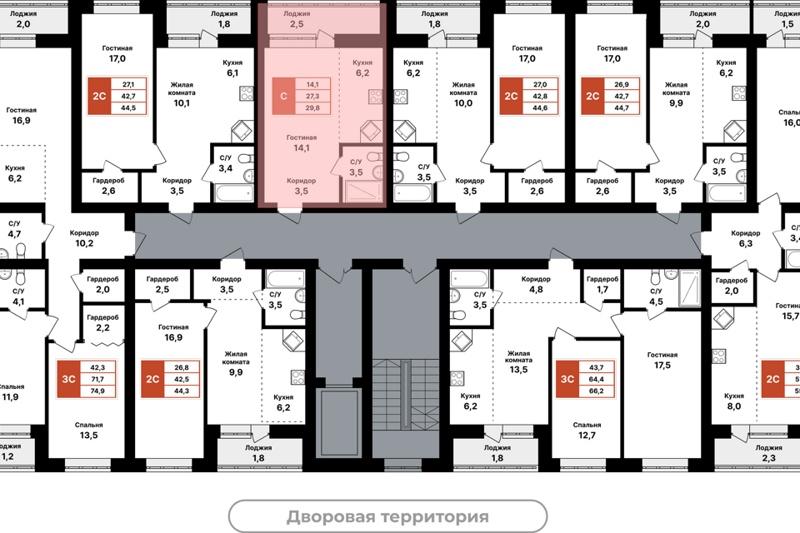 Лоджия
2,0
Лоджия
1,8
Лоджия
2,5
Лоджия
1,8
Лоджия
2,0
Лоджия
1,5
Гостиная
17,0
2С
27,1
42,7
44,5
Гардероб
2,6
Кухня
6,1
Жилая
комната
10,1
С/У
3,4
Коридор
3,5
Кухня
6,2
С
14,1
27,3
29,8
Гостиная
14,1
С/У
3,5
Коридор
3,5
Кухня
6,2
Жилая
комната
10,0
С/У
3,5
Коридор
3,5
Гостиная
17,0
2С
27,0
42,8
44,6
Гардероб
2,6
Гостиная
17,0
2С
26,9
42,7
44,7
Гардероб
2,6
Кухня
6,2
Жилая
комната
9,9
С/У
3,5
Коридор
3,5
Спальня
16,0
Гостиная
16,9
Кухня
6,2
С/У
4,7
Коридор
10,2
С/У
4,1
Гардероб
2,0
Гардероб
2,2
3С
42,3
71,7
74,9
Спальня
11,9
Спальня
13,5
Лоджия
1,2
Гардероб
2,5
Коридор
3,5
С/У
3,5
Гостиная
16,9
2С
26,8
42,5
44,3
Жилая
комната
9,9
Кухня
6,2
Лоджия
1,8
С/У
3,5
Коридор
4,8
Гардероб
1,7
С/У
4,5
Жилая
комната
13,5
Кухня
6,2
3С
43,7
64,4
66,2
Спальня
12,7
Гостиная
17,5
Лоджия
1,8
Коридор
6,3
С/У
Гардероб
2,0
Гостиная
15,7
2С
Кухня
8,0
Лоджия
2,3
Дворовая территория